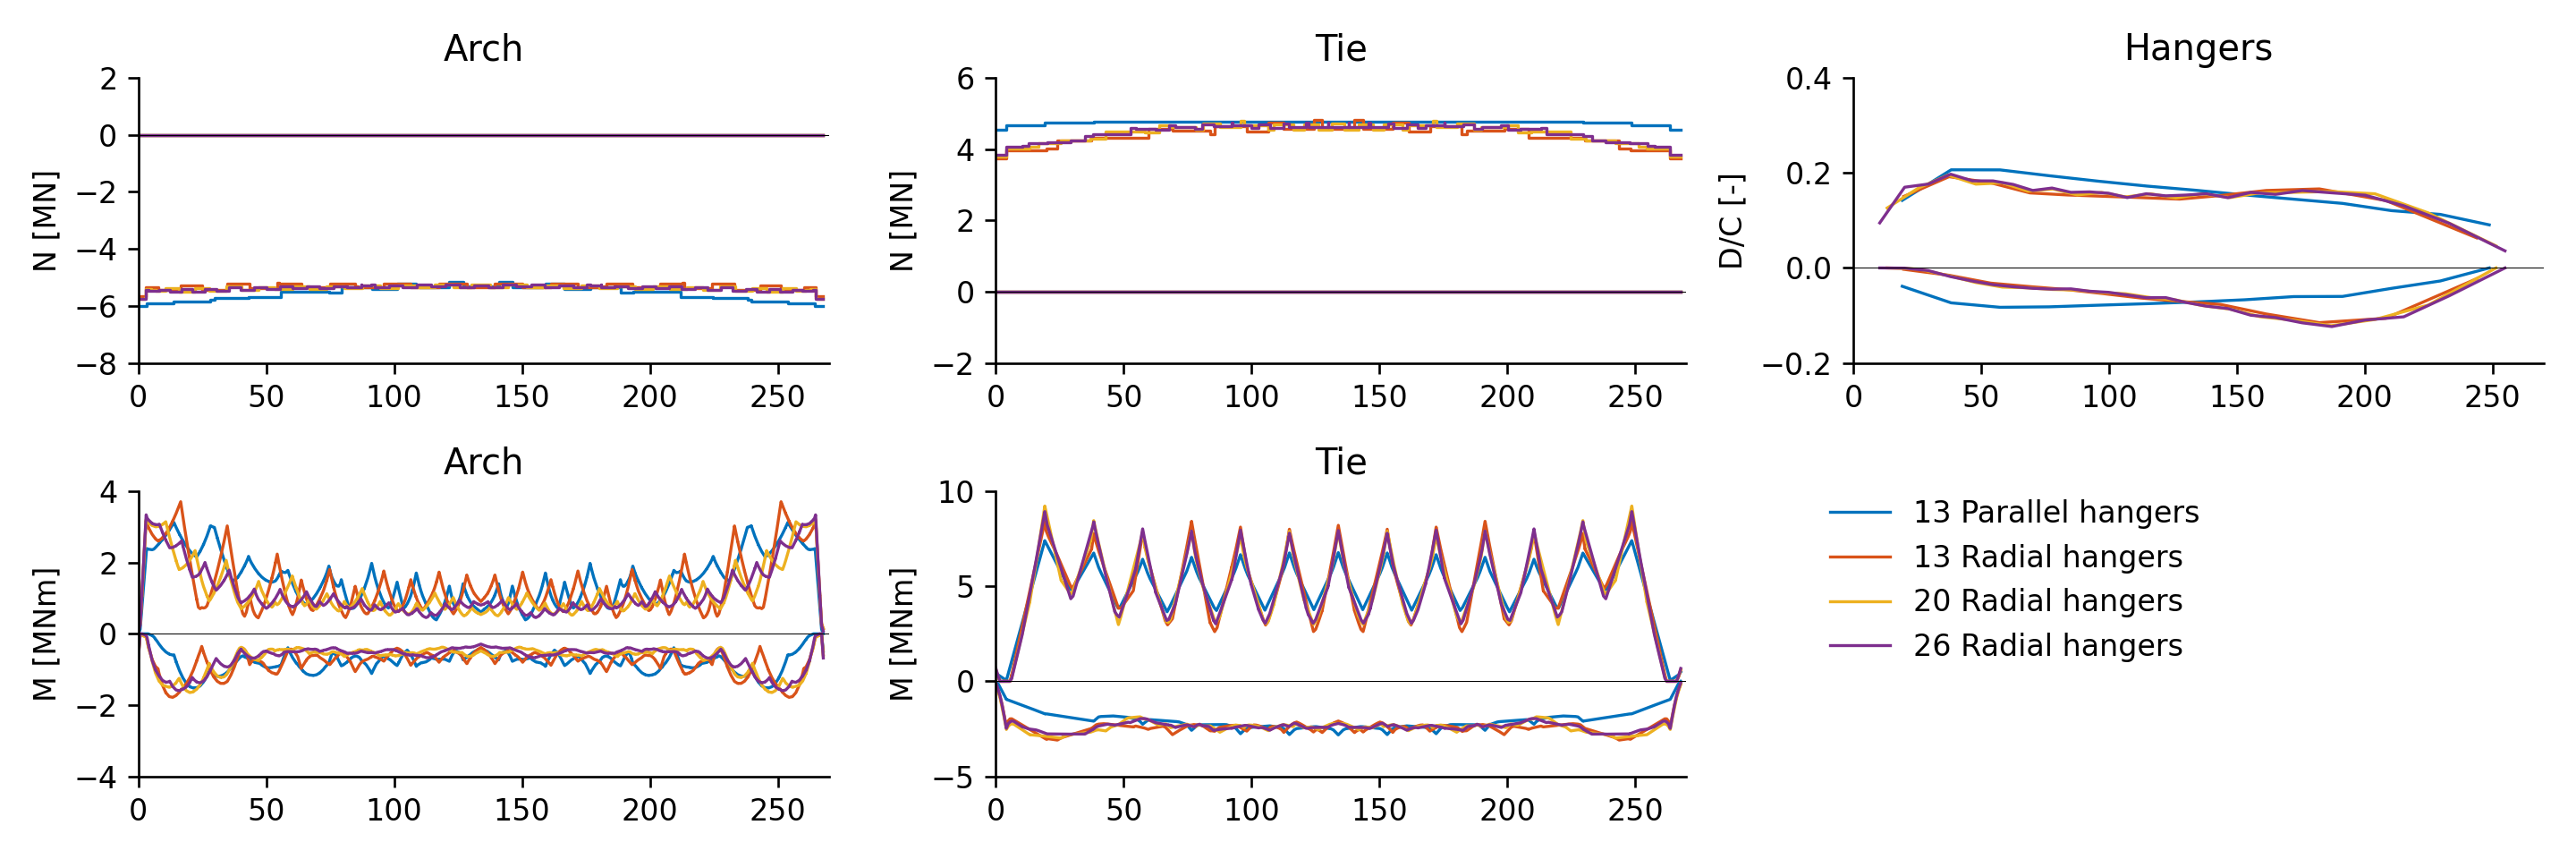 Arch
N [MN]
2
0
−2
−4
−6
−8
0 50 100 150 200 250
Tie
N [MN]
6
4
2
0
−2
0 50 100 150 200 250
Hangers
D/C [-]
0.4
0.2
0.0
−0.2
0 50 100 150 200 250
Arch
M [MNm]
4
2
0
−2
−4
0 50 100 150 200 250
Tie
M [MNm]
10
5
0
−5
0 50 100 150 200 250
13 Parallel hangers
13 Radial hangers
20 Radial hangers
26 Radial hangers